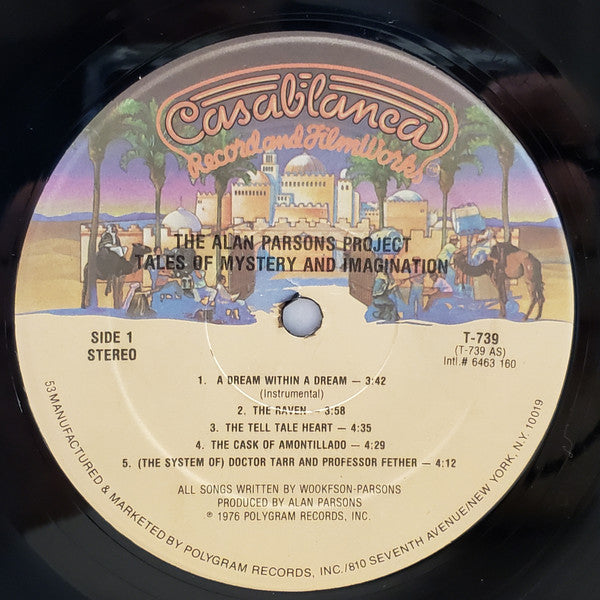 Casablanca
Record and FilmWorks
THE ALAN PARSONS PROJECT
TALES OF MYSTERY AND IMAGINATION
SIDE 1
STEREO
T-739
(T-739 AS)
Intl.# 6463 160
1. A DREAM WITHIN A DREAM — 3:42
(Instrumental)
2. THE RAVEN — 3:58
3. THE TELL TALE HEART — 4:35
4. THE CASK OF AMONTILLADO — 4:29
5. (THE SYSTEM OF) DOCTOR TARR AND PROFESSOR FETHER — 4:12
ALL SONGS WRITTEN BY WOOKFSON-PARSONS
PRODUCED BY ALAN PARSONS
℗ 1976 POLYGRAM RECORDS, INC.
53 MANUFACTURED & MARKETED BY POLYGRAM RECORDS, INC./810 SEVENTH AVENUE/NEW YORK, N.Y. 10019